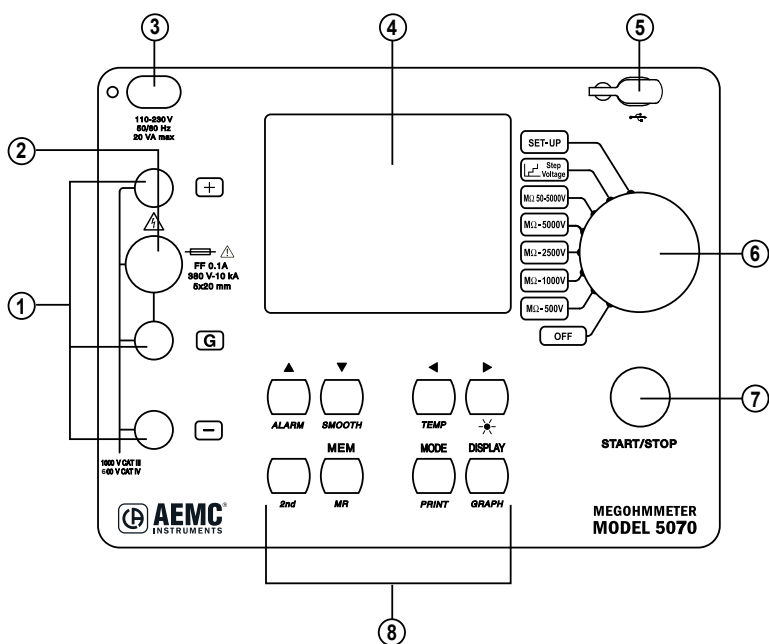 3
4
5
110-230 V
50/60 Hz
20 VA max
2
SET-UP
Step
Voltage
+
MΩ 50-5000V
MΩ-5000V
FF 0.1A
380 V-10 kA
5x20 mm
MΩ-2500V
6
MΩ-1000V
1
MΩ-500V
OFF
G
▲ ▼ ◄ ►
7
ALARM SMOOTH TEMP
−
START/STOP
MEM MODE DISPLAY
1000 V CAT III
600 V CAT IV
2nd MR PRINT GRAPH
AEMC®
INSTRUMENTS
MEGOHMMETER
MODEL 5070
8